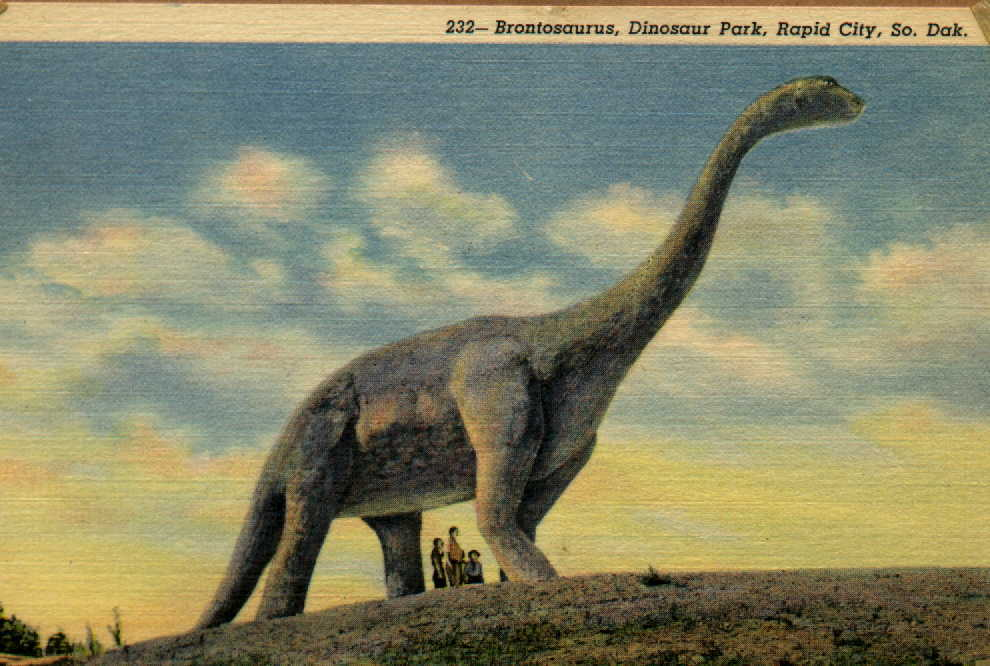 232— Brontosaurus, Dinosaur Park, Rapid City, So. Dak.